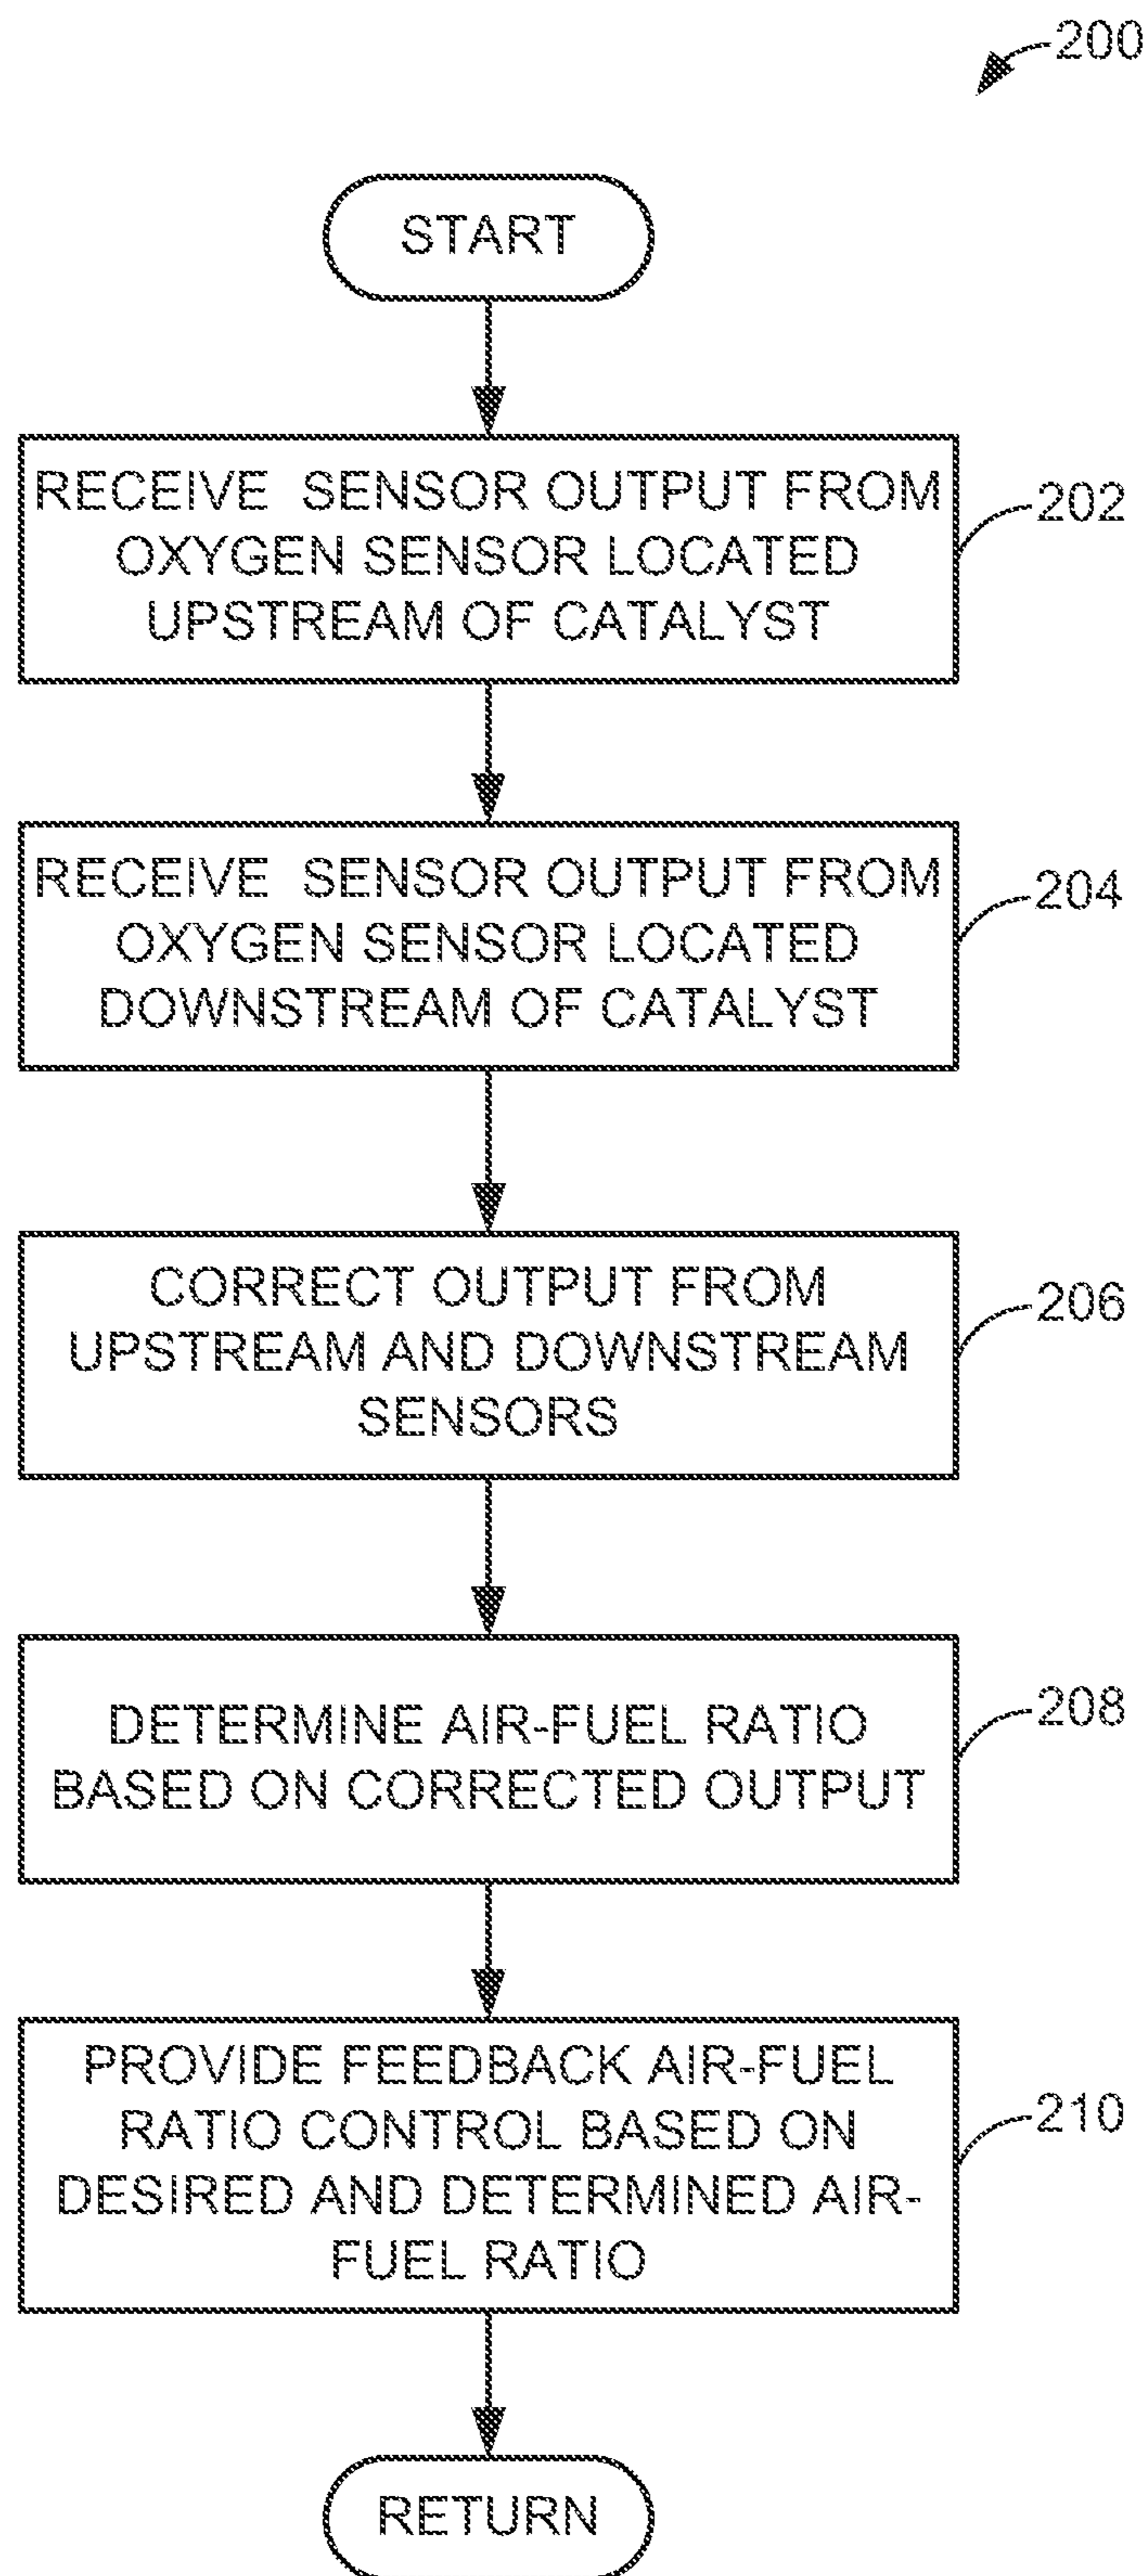 200
START
RECEIVE SENSOR OUTPUT FROM
OXYGEN SENSOR LOCATED
UPSTREAM OF CATALYST
202
RECEIVE SENSOR OUTPUT FROM
OXYGEN SENSOR LOCATED
DOWNSTREAM OF CATALYST
204
CORRECT OUTPUT FROM
UPSTREAM AND DOWNSTREAM
SENSORS
206
DETERMINE AIR-FUEL RATIO
BASED ON CORRECTED OUTPUT
208
PROVIDE FEEDBACK AIR-FUEL
RATIO CONTROL BASED ON
DESIRED AND DETERMINED AIR-
FUEL RATIO
210
RETURN